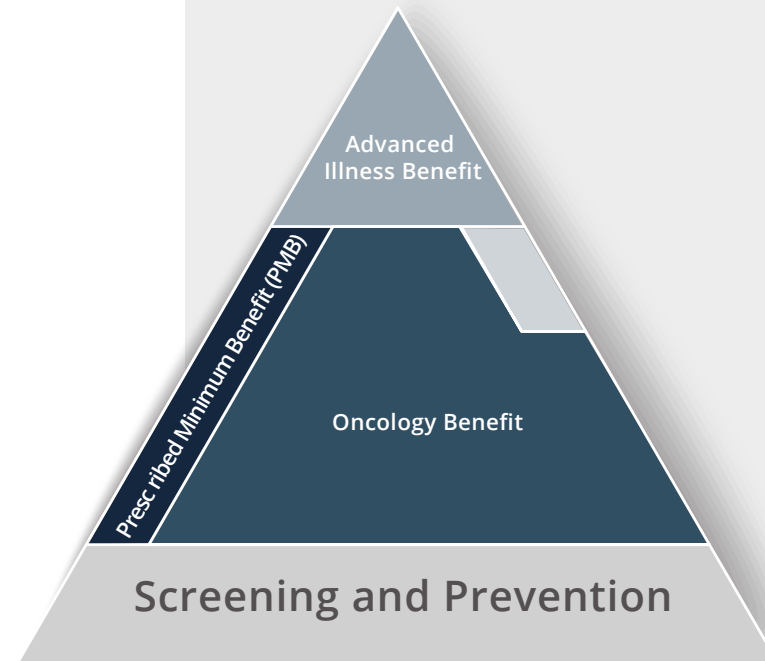 Advanced
Illness Benefit
Presc ribed Minimum Benefit (PMB)
Oncology Benefit
Screening and Prevention